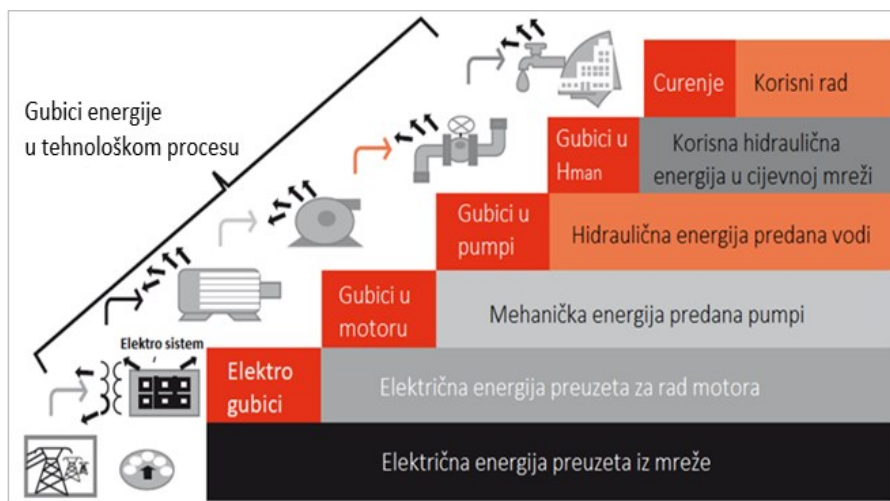 Gubici energije
u tehnološkom procesu
Curenje
Korisni rad
Gubici u
Hman
Korisna hidraulična
energija u cijevnoj mreži
Gubici u
pumpi
Hidraulična energija predana vodi
Gubici u
motoru
Mehanička energija predana pumpi
Elektro sistem
Elektro
gubici
Električna energija preuzeta za rad motora
Električna energija preuzeta iz mreže